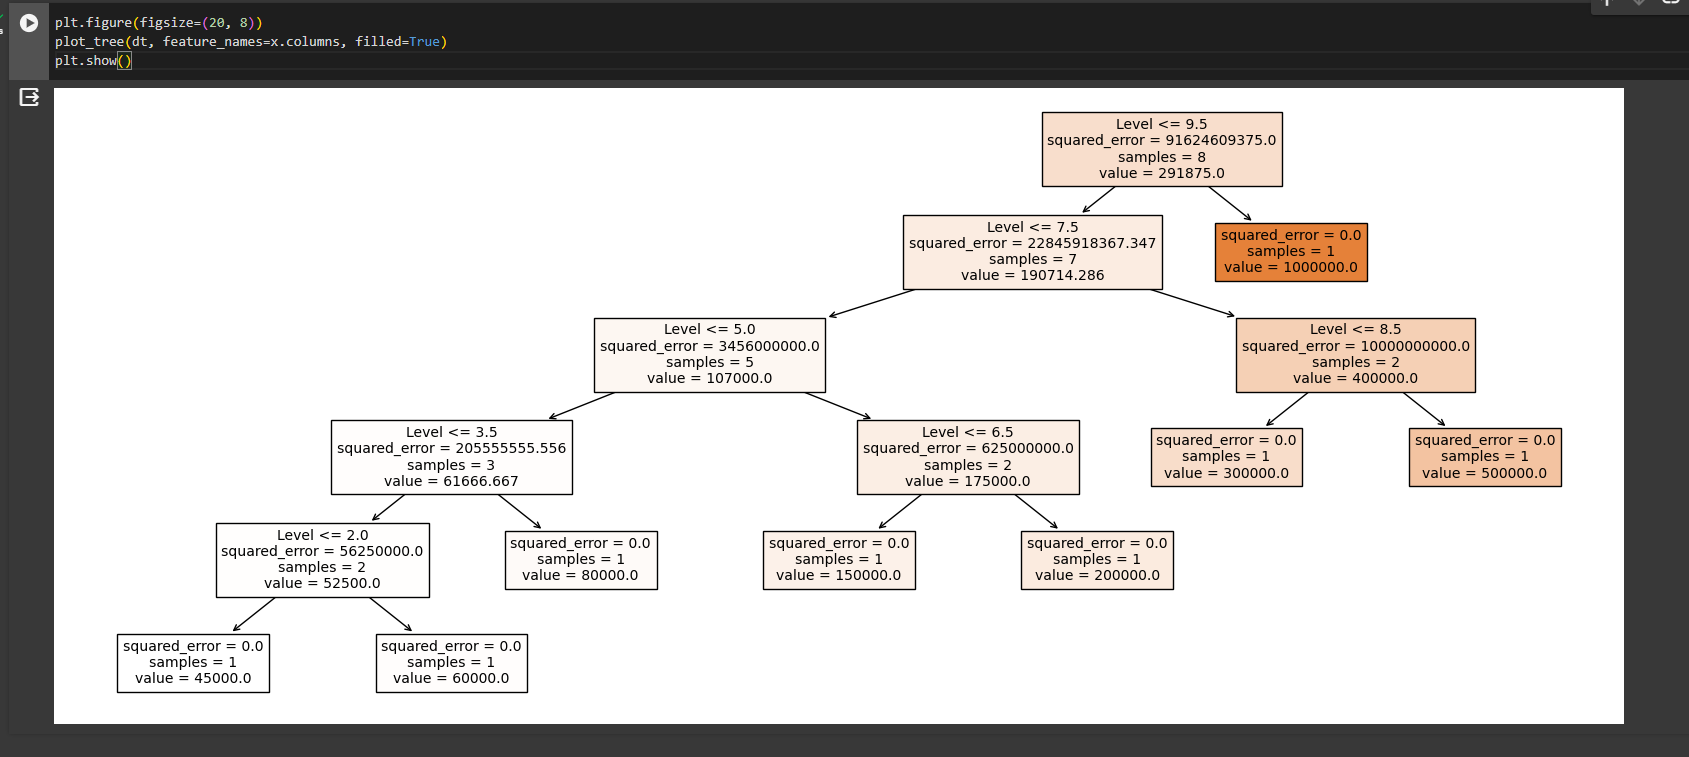 plt.figure(figsize=(20, 8))
plot_tree(dt, feature_names=x.columns, filled=True)
plt.show()
Level <= 9.5
squared_error = 91624609375.0
samples = 8
value = 291875.0
Level <= 7.5
squared_error = 22845918367.347
samples = 7
value = 190714.286
squared_error = 0.0
samples = 1
value = 1000000.0
Level <= 5.0
squared_error = 3456000000.0
samples = 5
value = 107000.0
Level <= 8.5
squared_error = 10000000000.0
samples = 2
value = 400000.0
Level <= 3.5
squared_error = 205555555.556
samples = 3
value = 61666.667
Level <= 6.5
squared_error = 625000000.0
samples = 2
value = 175000.0
squared_error = 0.0
samples = 1
value = 300000.0
squared_error = 0.0
samples = 1
value = 500000.0
Level <= 2.0
squared_error = 56250000.0
samples = 2
value = 52500.0
squared_error = 0.0
samples = 1
value = 80000.0
squared_error = 0.0
samples = 1
value = 150000.0
squared_error = 0.0
samples = 1
value = 200000.0
squared_error = 0.0
samples = 1
value = 45000.0
squared_error = 0.0
samples = 1
value = 60000.0